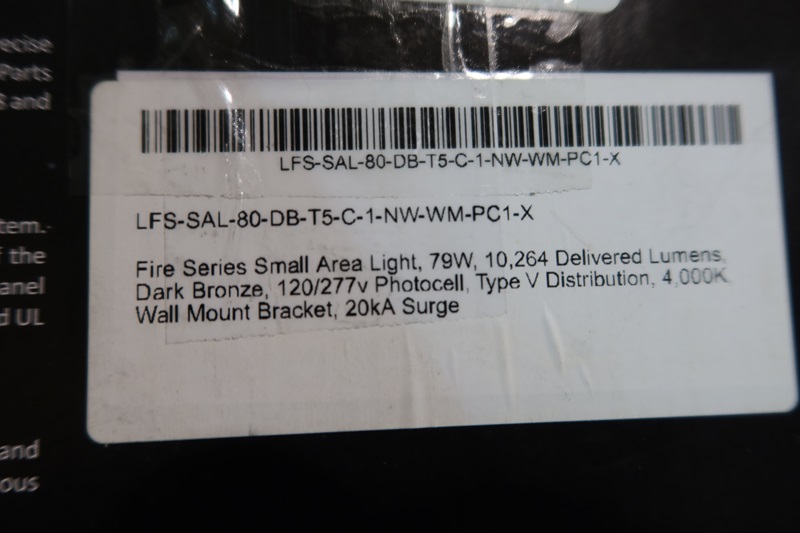 ecise
Parts
S and
tem.
f the
anel
d UL
and
ous
LFS-SAL-80-DB-T5-C-1-NW-WM-PC1-X
LFS-SAL-80-DB-T5-C-1-NW-WM-PC1-X
Fire Series Small Area Light, 79W, 10,264 Delivered Lumens,
Dark Bronze, 120/277v Photocell, Type V Distribution, 4,000K
Wall Mount Bracket, 20kA Surge